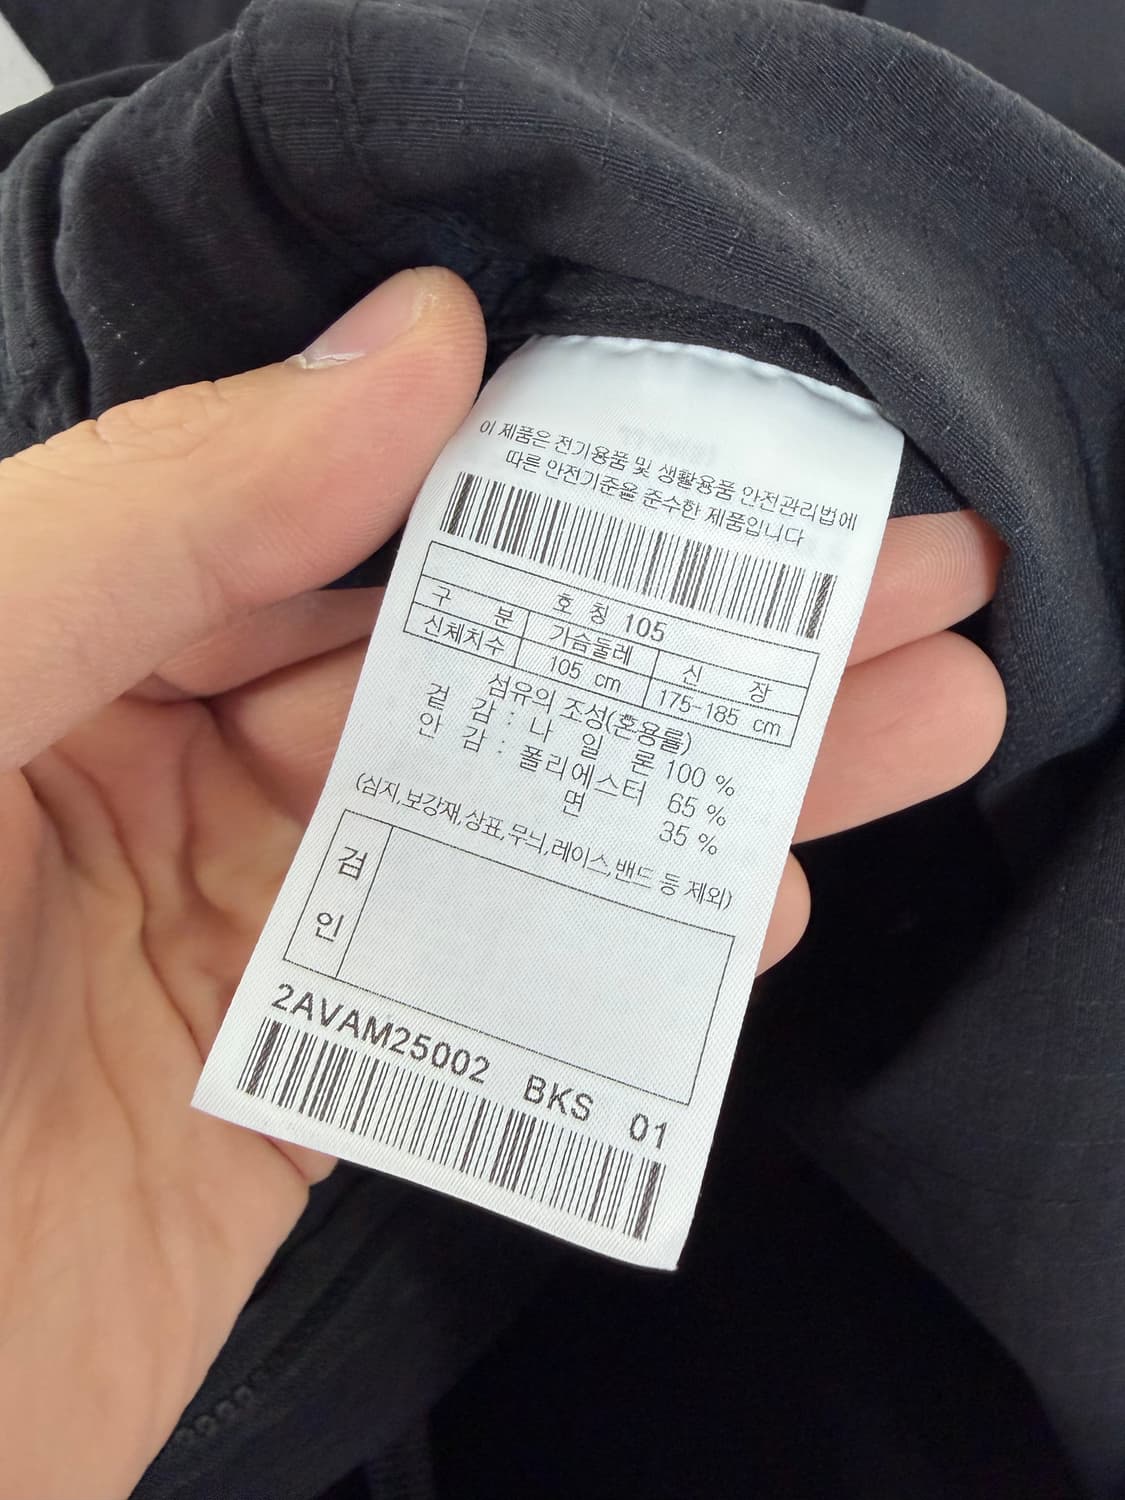 이 제품은 전기용품 및 생활용품 안전관리법에
따른 안전기준을 준수한 제품입니다
호 칭 105
구 분 가슴둘레 신 장
신체치수 105 cm 175-185 cm
섬유의 조성(혼용률)
겉 감 : 나 일 론 100 %
안 감 : 폴리에스터 65 %
면 35 %
(심지,보강재,상표,무늬,레이스,밴드 등 제외)
검
인
2AVAM25002 BKS 01